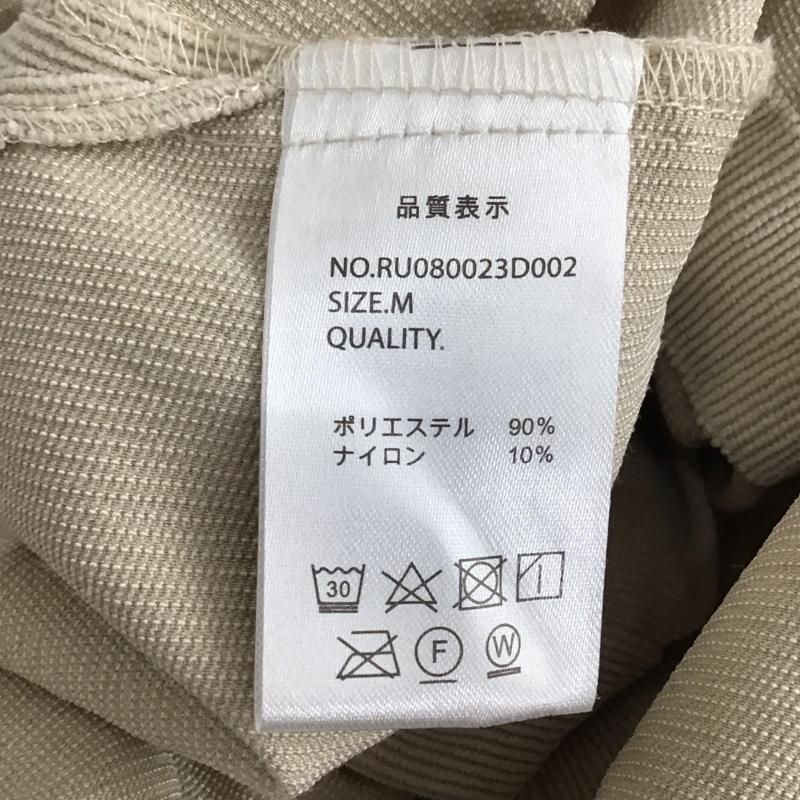 品質表示
NO.RU080023D002
SIZE.M
QUALITY.
ポリエステル 90%
ナイロン 10%
30
F W